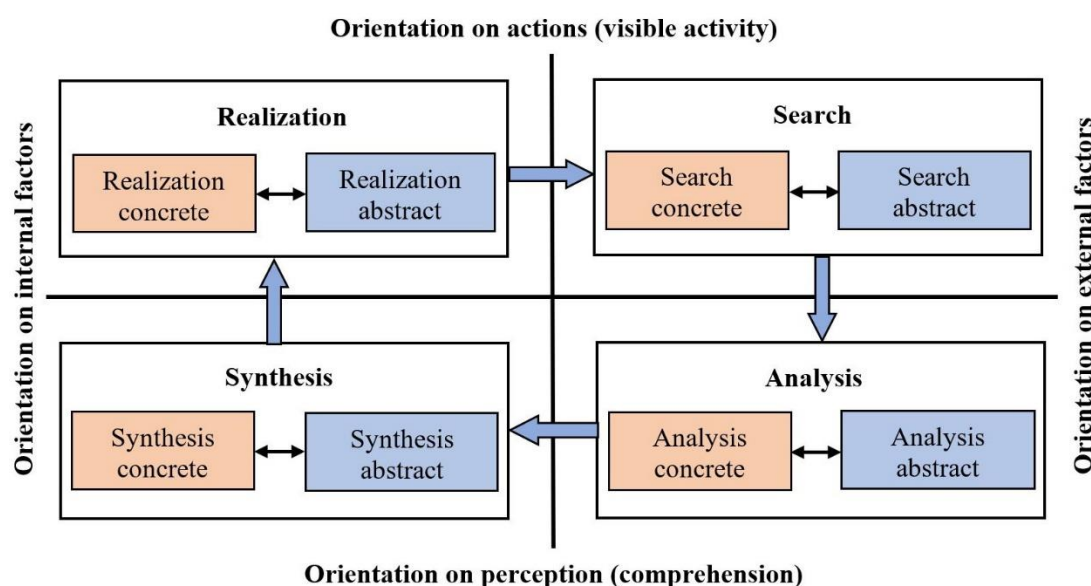 Orientation on actions (visible activity)
Orientation on internal factors
Realization
Realization
concrete
Realization
abstract
Search
Search
concrete
Search
abstract
Orientation on external factors
Synthesis
Synthesis
concrete
Synthesis
abstract
Analysis
Analysis
concrete
Analysis
abstract
Orientation on perception (comprehension)